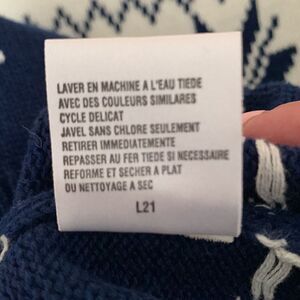 LAVER EN MACHINE A L'EAU TIEDE
AVEC DES COULEURS SIMILARES
CYCLE DELICAT
JAVEL SANS CHLORE SEULEMENT
RETIRER IMMEDIATEMENTE
REPASSER AU FER TIEDE SI NECESSAIRE
REFORME ET SECHER A PLAT
OU NETTOYAGE A SEC
L21